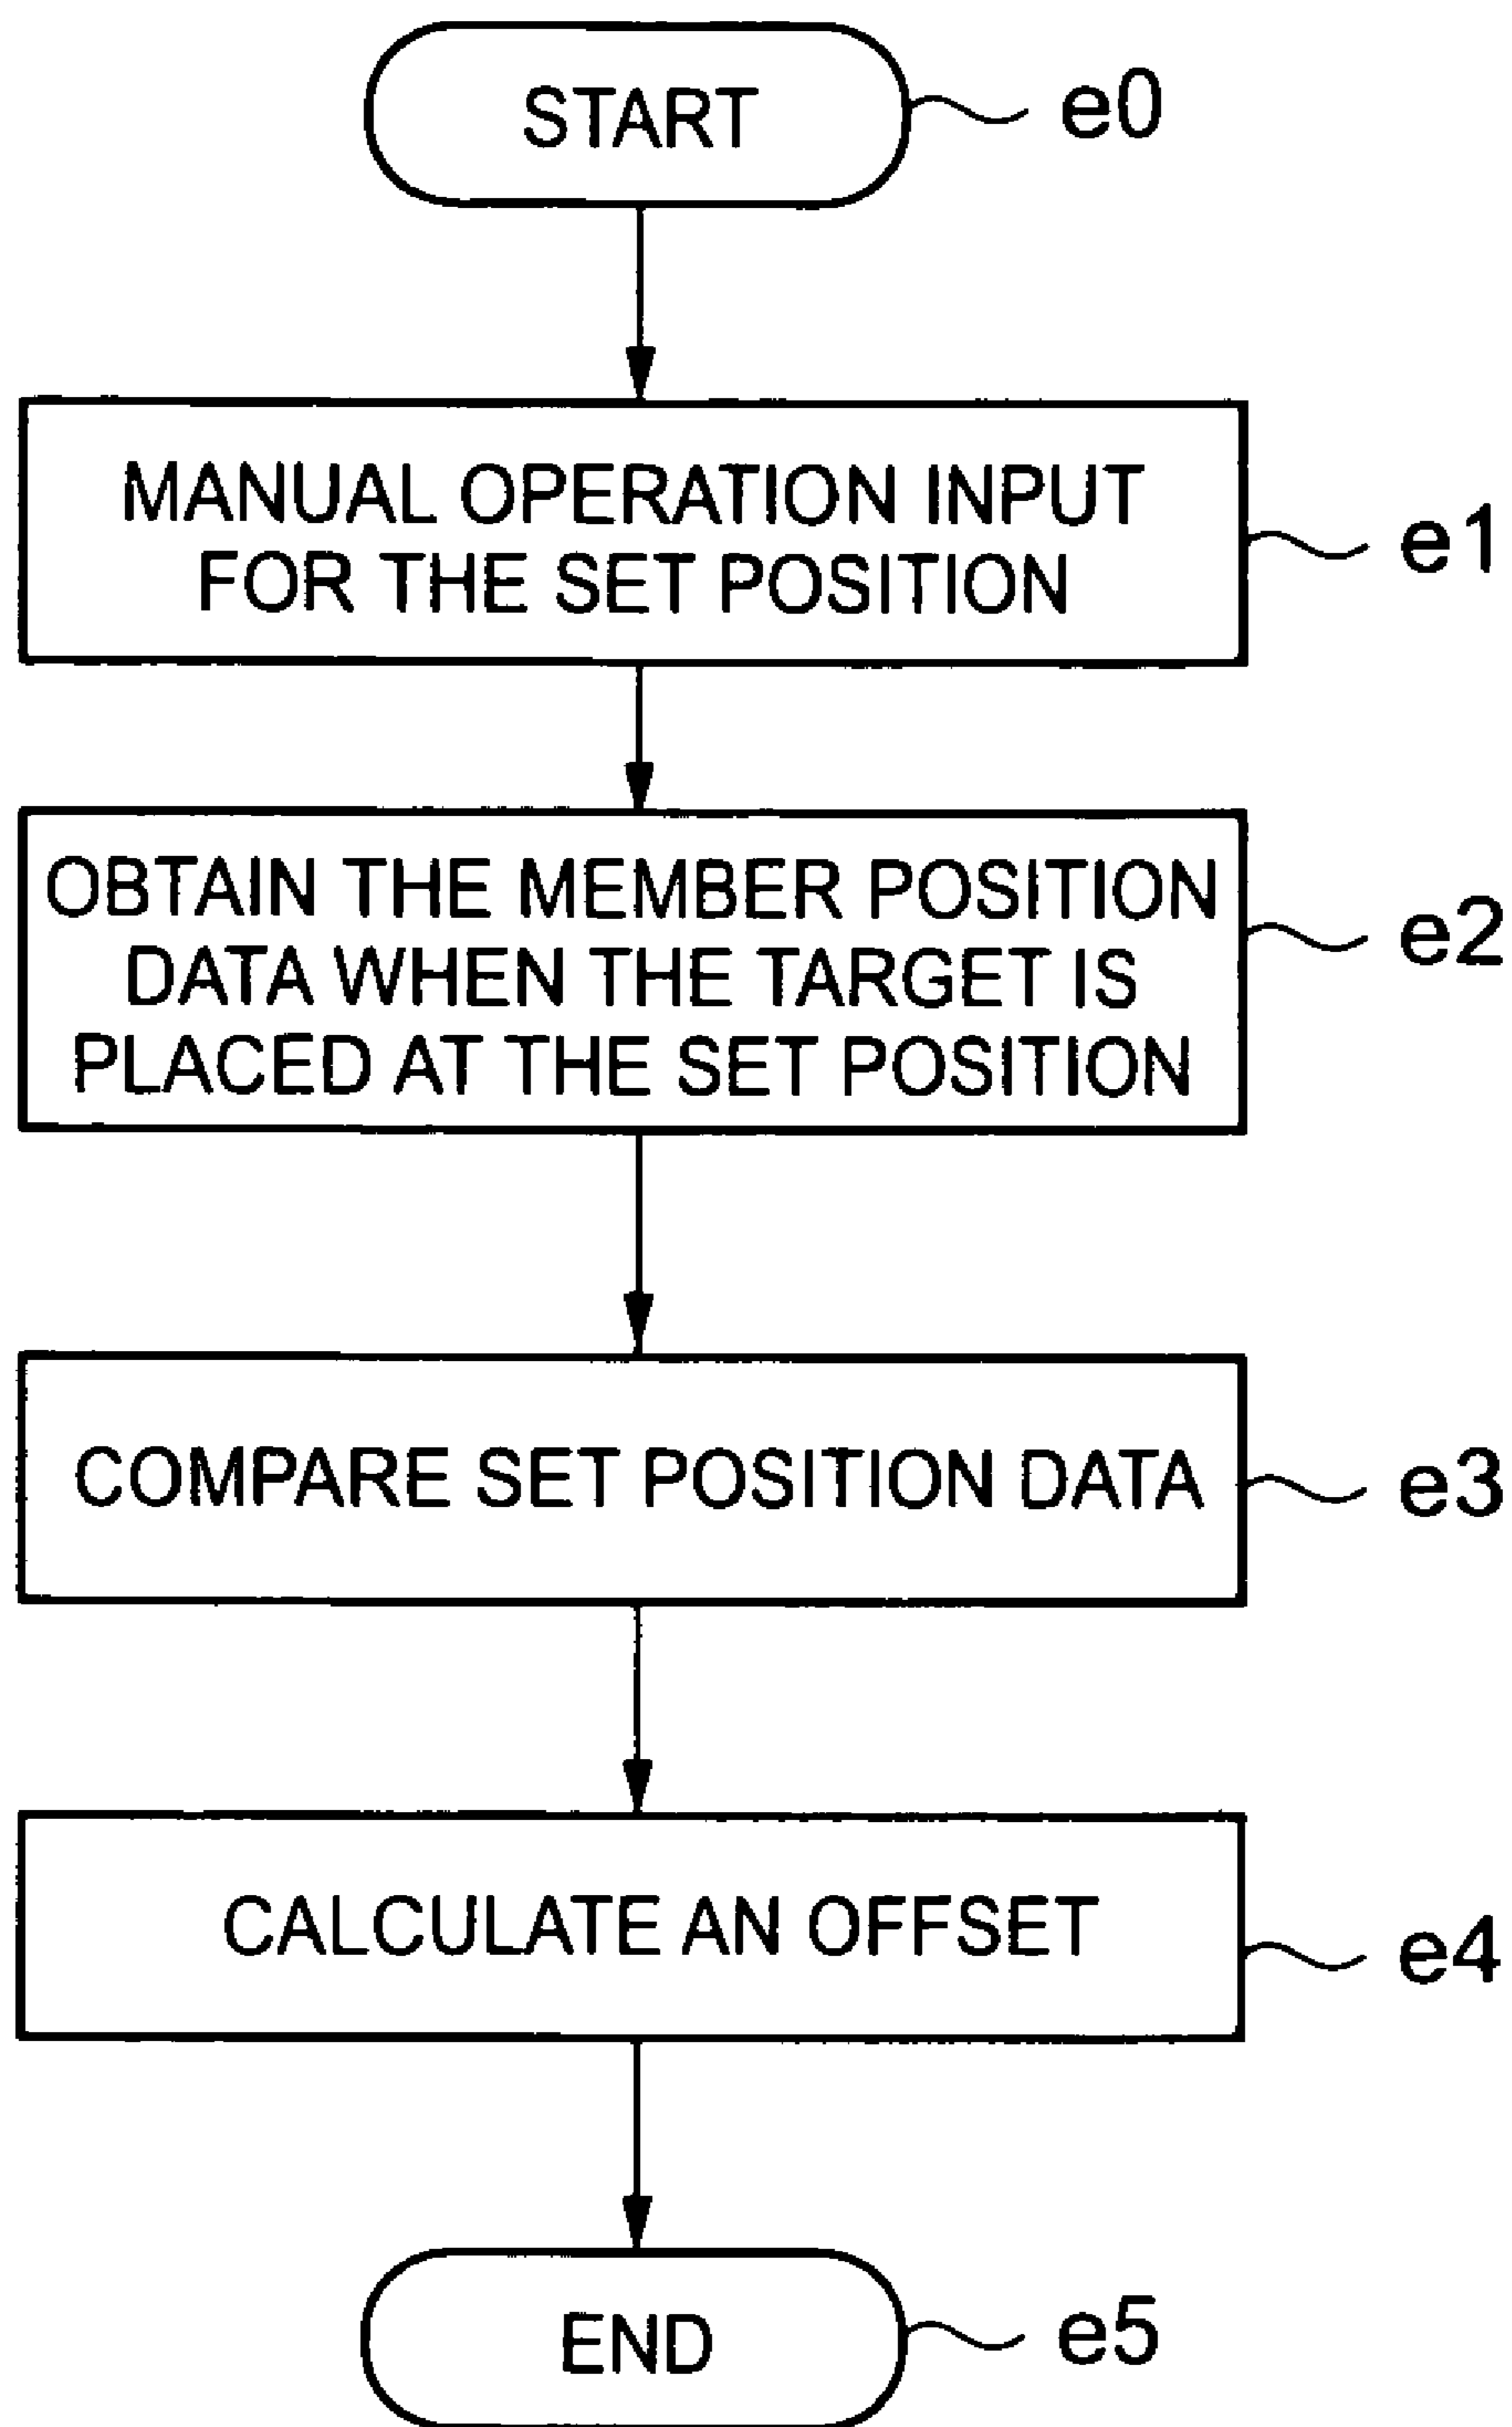 START
e0
MANUAL OPERATION INPUT
FOR THE SET POSITION
e1
OBTAIN THE MEMBER POSITION
DATA WHEN THE TARGET IS
PLACED AT THE SET POSITION
e2
COMPARE SET POSITION DATA
e3
CALCULATE AN OFFSET
e4
END
e5